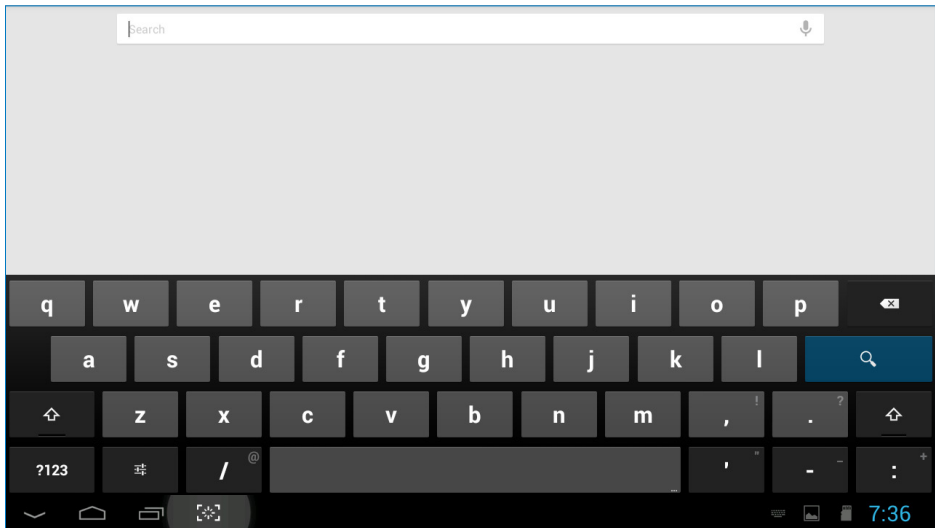 Search
q w e r t y u i o p
a s d f g h j k l
z x c v b n m , ! . ?
?123 / @ ... ' " - _ : +
7:36